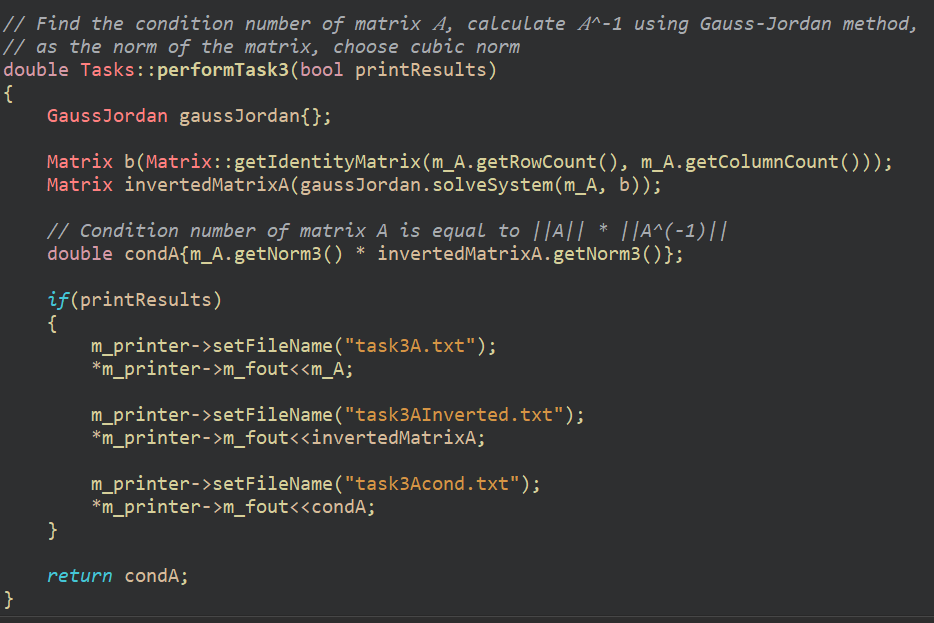 // Find the condition number of matrix 𝐴, calculate 𝐴^-1 using Gauss-Jordan method,
// as the norm of the matrix, choose cubic norm
double Tasks::performTask3(bool printResults)
{
    GaussJordan gaussJordan{};

    Matrix b(Matrix::getIdentityMatrix(m_A.getRowCount(), m_A.getColumnCount()));
    Matrix invertedMatrixA(gaussJordan.solveSystem(m_A, b));

    // Condition number of matrix A is equal to ||A|| * ||A^(-1)||
    double condA{m_A.getNorm3() * invertedMatrixA.getNorm3()};

    if(printResults)
    {
        m_printer->setFileName("task3A.txt");
        *m_printer->m_fout<<m_A;

        m_printer->setFileName("task3AInverted.txt");
        *m_printer->m_fout<<invertedMatrixA;

        m_printer->setFileName("task3Acond.txt");
        *m_printer->m_fout<<condA;
    }

    return condA;
}